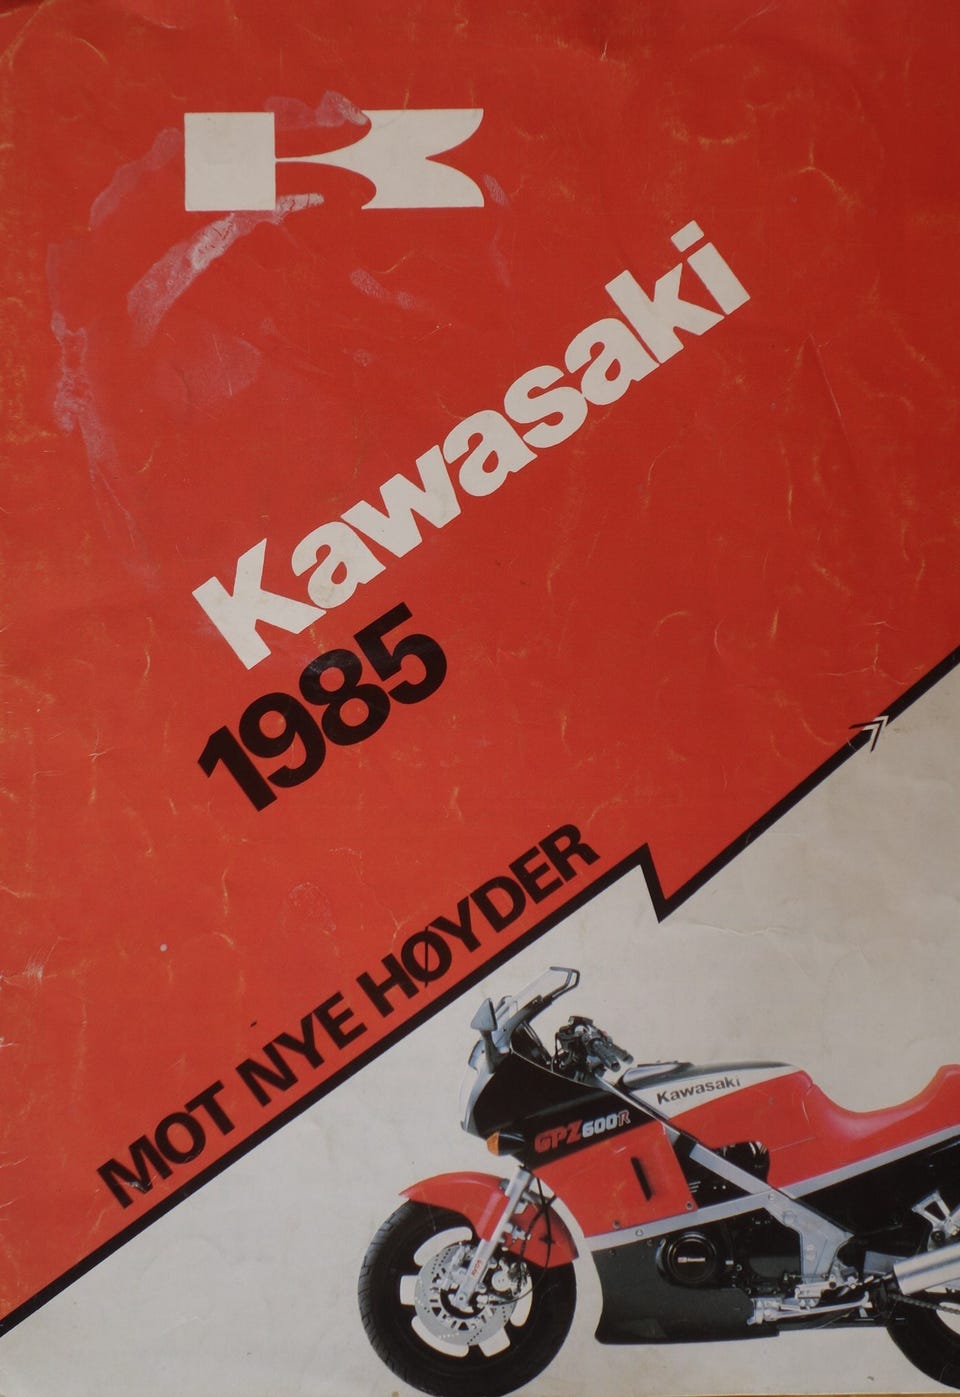 K
Kawasaki
1985
MOT NYE HØYDER
Kawasaki
GPZ600R